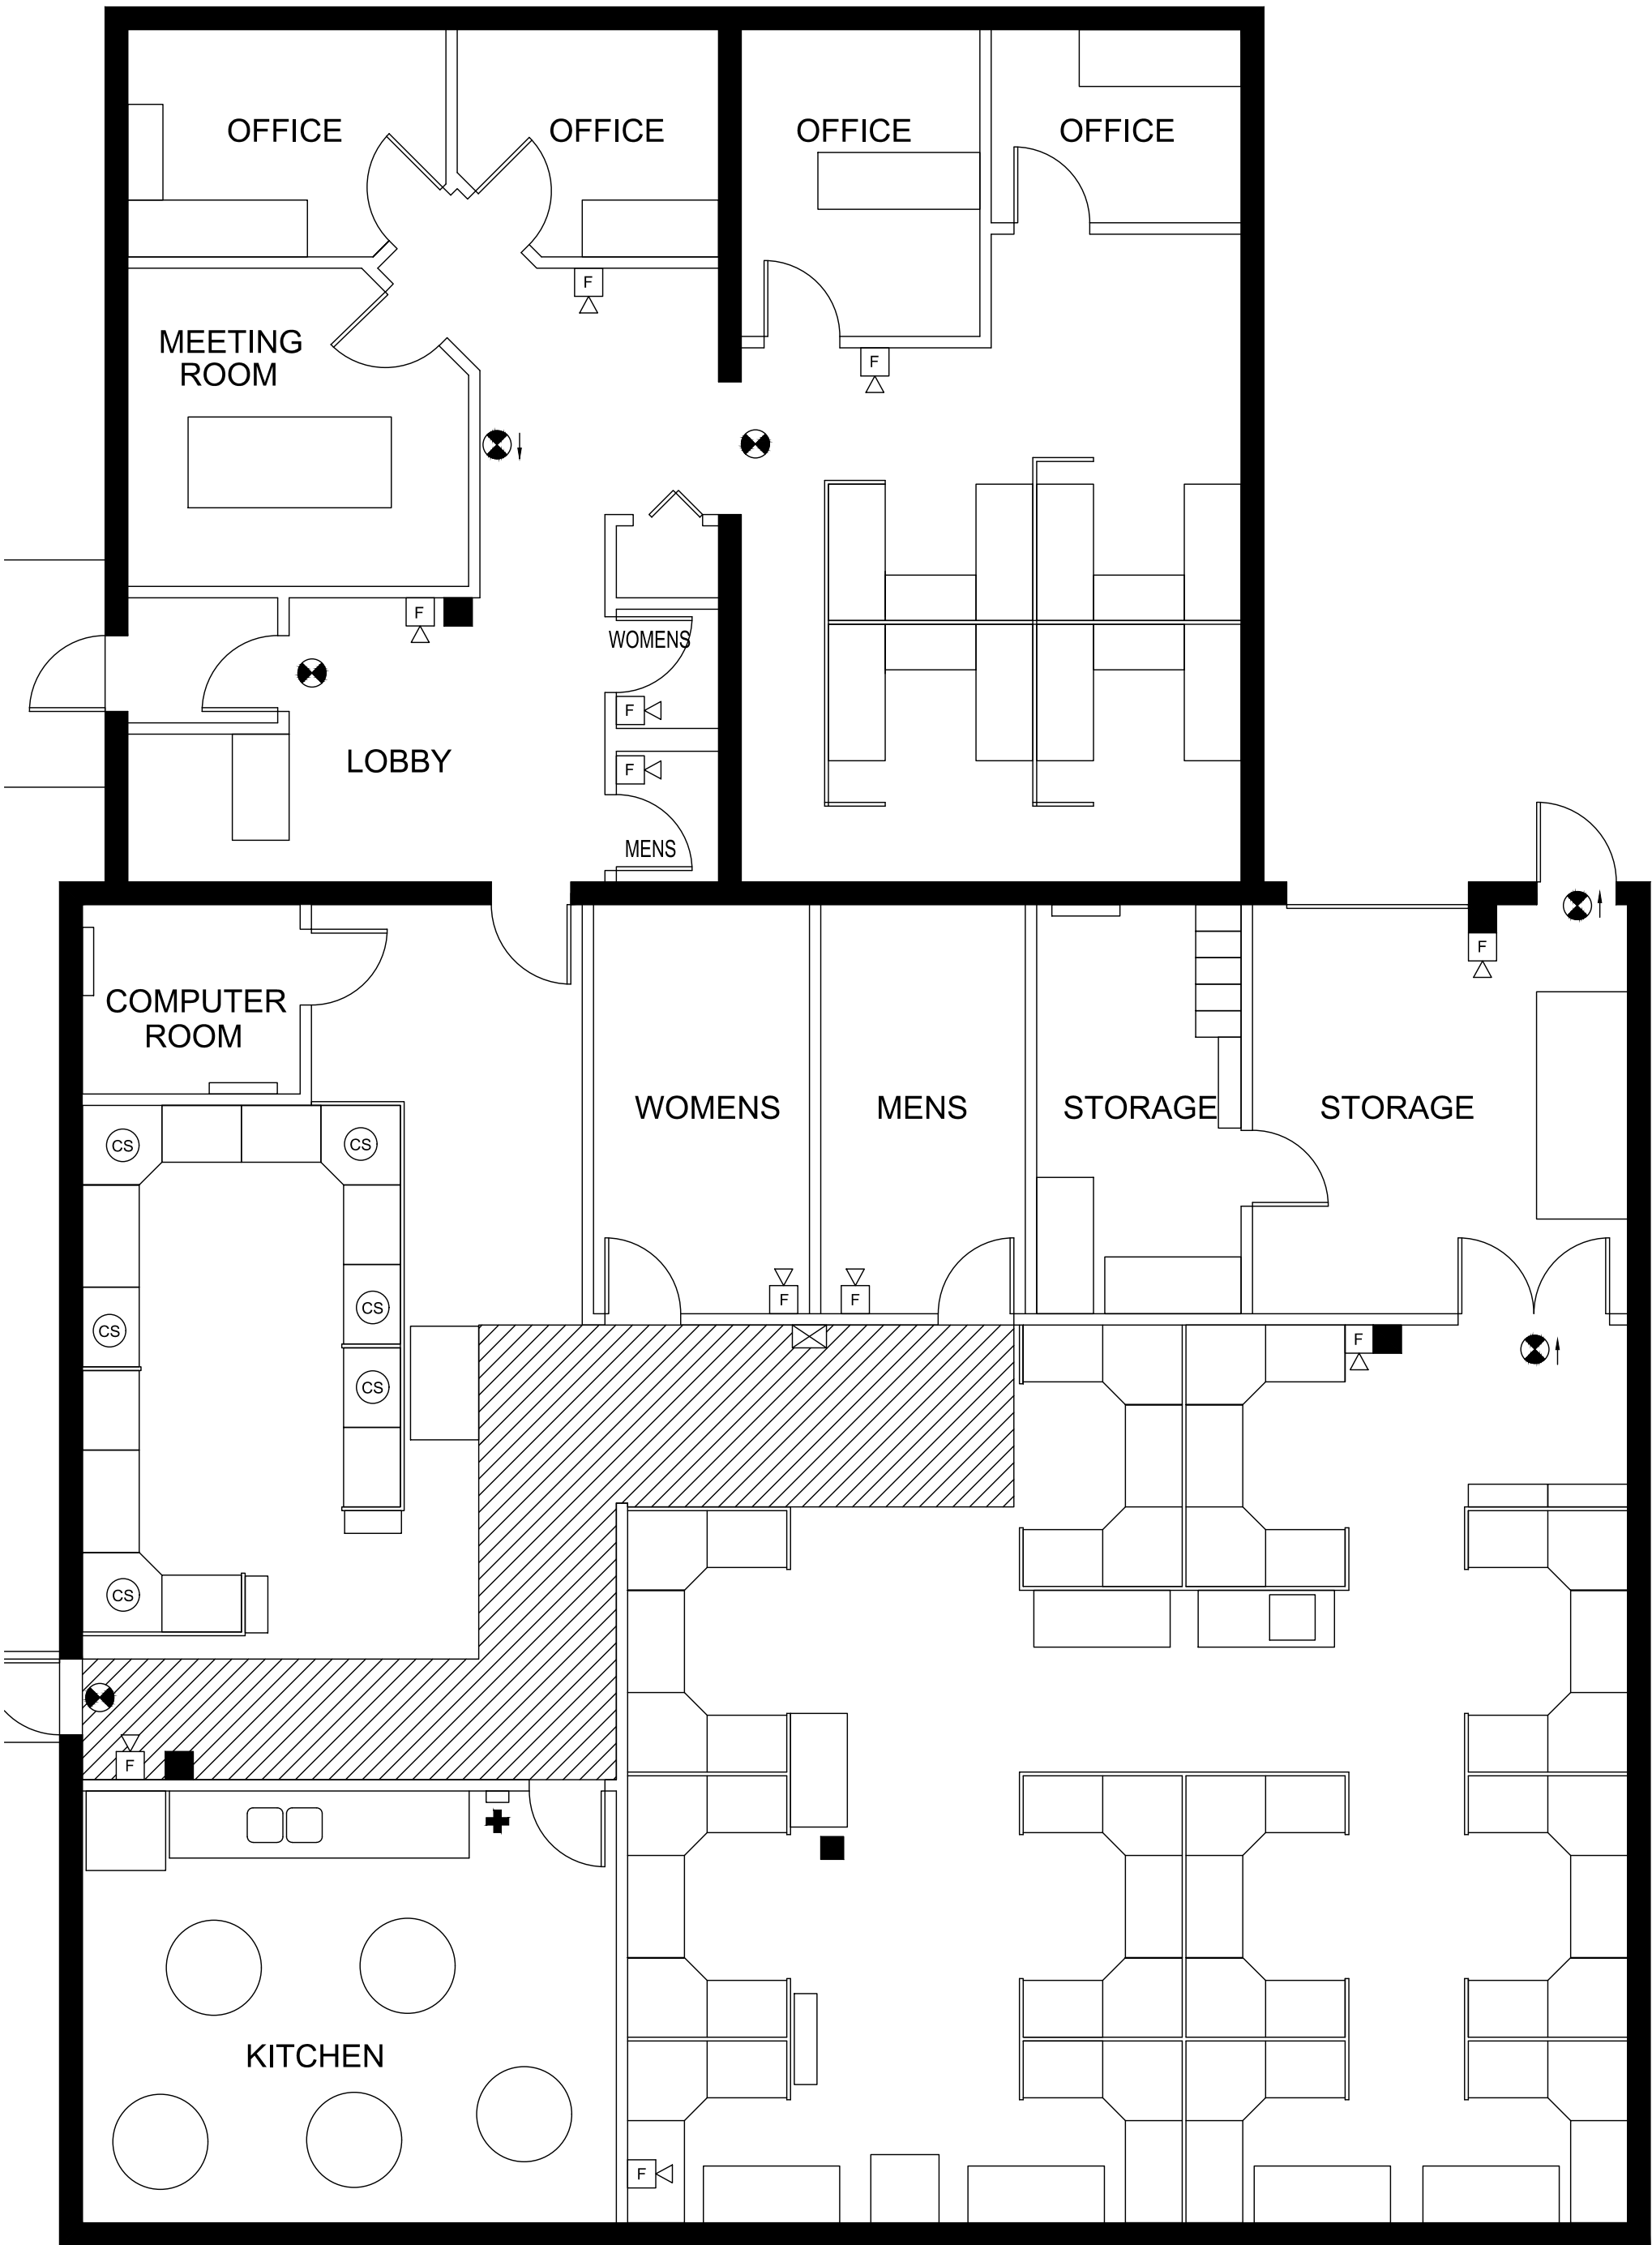 OFFICE
OFFICE
OFFICE
OFFICE
F
MEETING
ROOM
F
F
WOMENS
F
LOBBY
F
MENS
F
COMPUTER
ROOM
WOMENS
MENS
STORAGE
STORAGE
CS
CS
F
F
CS
CS
F
CS
CS
F
KITCHEN
F